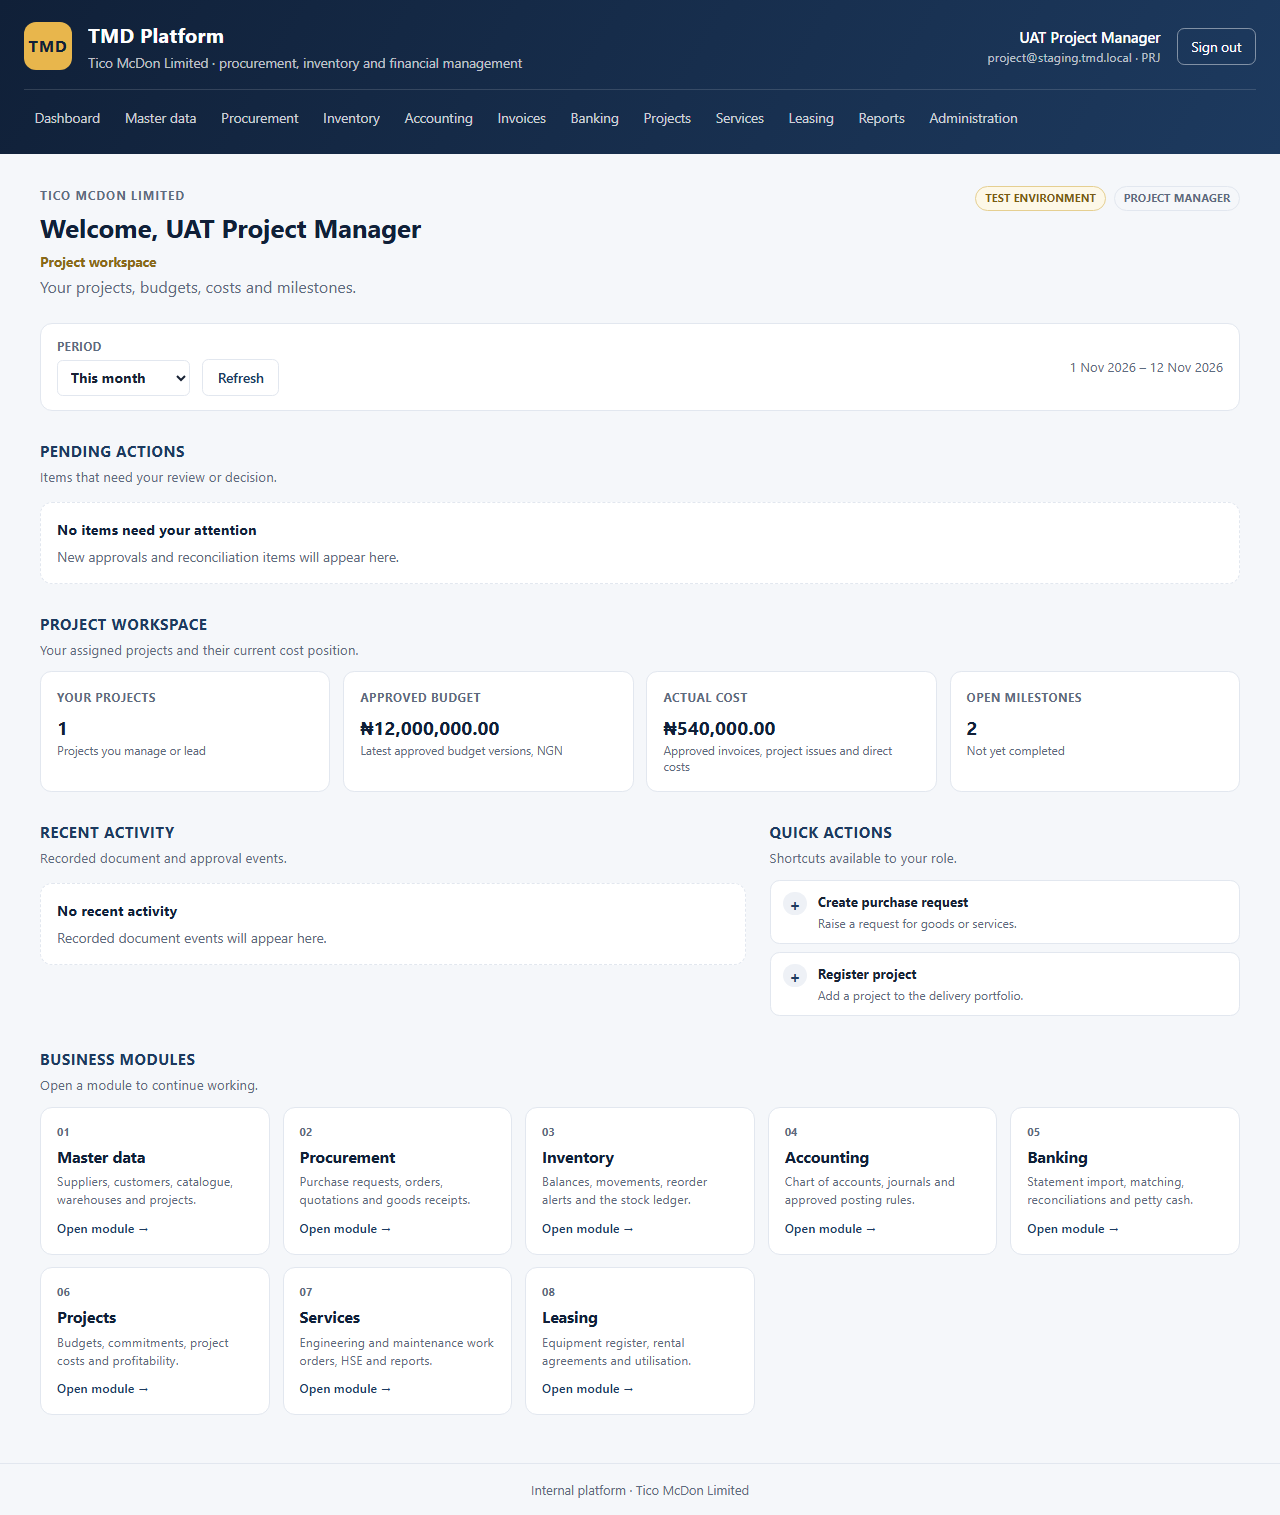 TMD
TMD Platform
Tico McDon Limited · procurement, inventory and financial management
UAT Project Manager
project@staging.tmd.local · PRJ
Sign out
Dashboard
Master data
Procurement
Inventory
Accounting
Invoices
Banking
Projects
Services
Leasing
Reports
Administration
TICO MCDON LIMITED
TEST ENVIRONMENT
PROJECT MANAGER
Welcome, UAT Project Manager
Project workspace
Your projects, budgets, costs and milestones.
PERIOD
This month
Refresh
1 Nov 2026 – 12 Nov 2026
PENDING ACTIONS
Items that need your review or decision.
No items need your attention
New approvals and reconciliation items will appear here.
PROJECT WORKSPACE
Your assigned projects and their current cost position.
YOUR PROJECTS
1
Projects you manage or lead
APPROVED BUDGET
₦12,000,000.00
Latest approved budget versions, NGN
ACTUAL COST
₦540,000.00
Approved invoices, project issues and direct
costs
OPEN MILESTONES
2
Not yet completed
RECENT ACTIVITY
Recorded document and approval events.
No recent activity
Recorded document events will appear here.
QUICK ACTIONS
Shortcuts available to your role.
+
Create purchase request
Raise a request for goods or services.
+
Register project
Add a project to the delivery portfolio.
BUSINESS MODULES
Open a module to continue working.
01
Master data
Suppliers, customers, catalogue,
warehouses and projects.
Open module →
02
Procurement
Purchase requests, orders,
quotations and goods receipts.
Open module →
03
Inventory
Balances, movements, reorder
alerts and the stock ledger.
Open module →
04
Accounting
Chart of accounts, journals and
approved posting rules.
Open module →
05
Banking
Statement import, matching,
reconciliations and petty cash.
Open module →
06
Projects
Budgets, commitments, project
costs and profitability.
Open module →
07
Services
Engineering and maintenance work
orders, HSE and reports.
Open module →
08
Leasing
Equipment register, rental
agreements and utilisation.
Open module →
Internal platform · Tico McDon Limited